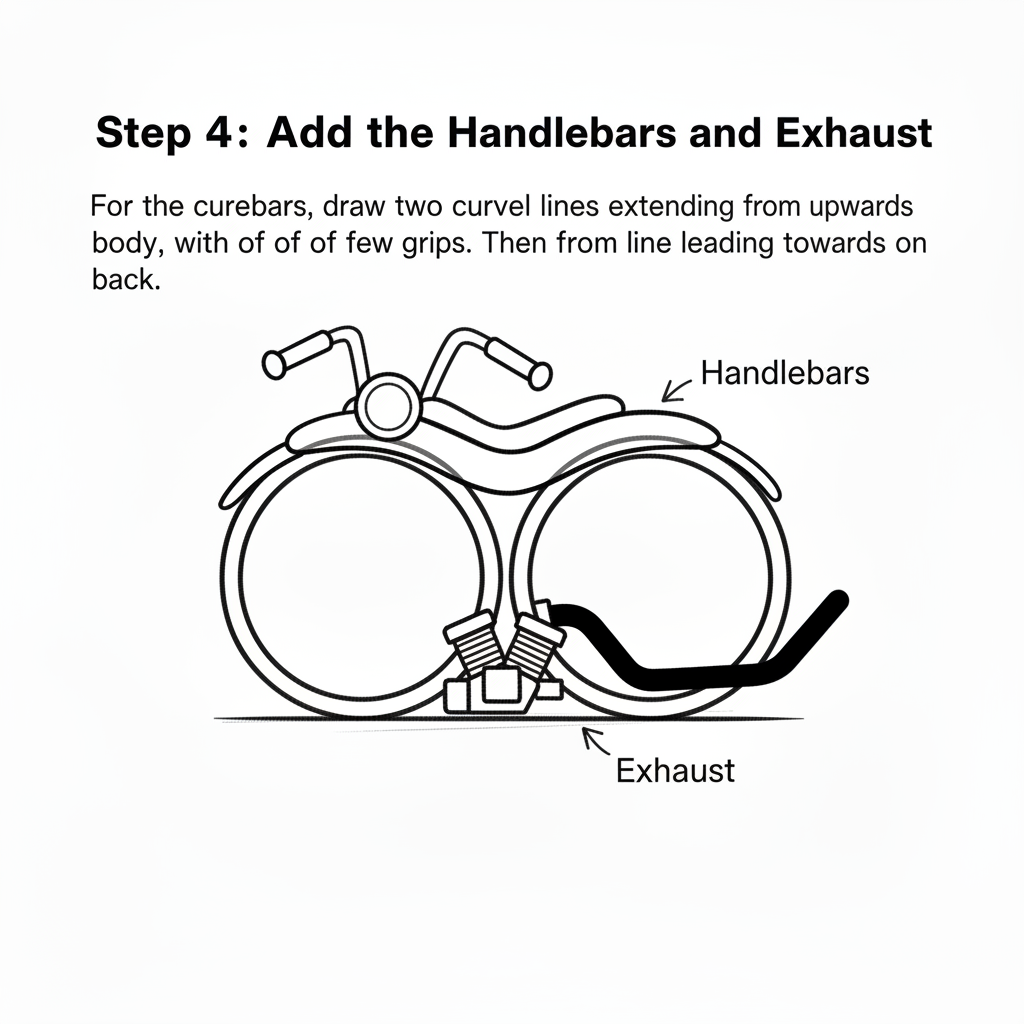 Step 4: Add the Handlebars and Exhaust
For the curebars, draw two curvel lines extending from upwards
body, with of of of few grips. Then from line leading towards on
back.
Handlebars
Exhaust